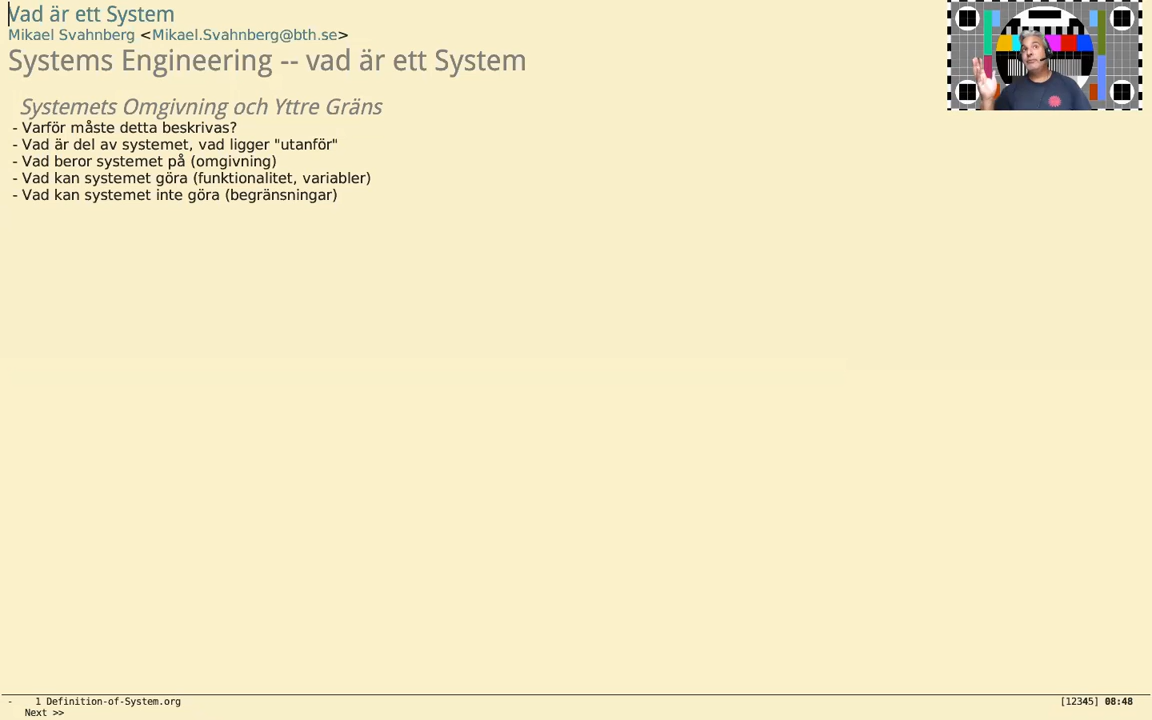 Vad är ett System
Mikael Svahnberg <Mikael.Svahnberg@bth.se>
Systems Engineering -- vad är ett System
Systemets Omgivning och Yttre Gräns
- Varför måste detta beskrivas?
- Vad är del av systemet, vad ligger "utanför"
- Vad beror systemet på (omgivning)
- Vad kan systemet göra (funktionalitet, variabler)
- Vad kan systemet inte göra (begränsningar)
- 1 Definition-of-System.org [12345] 08:48
Next >>